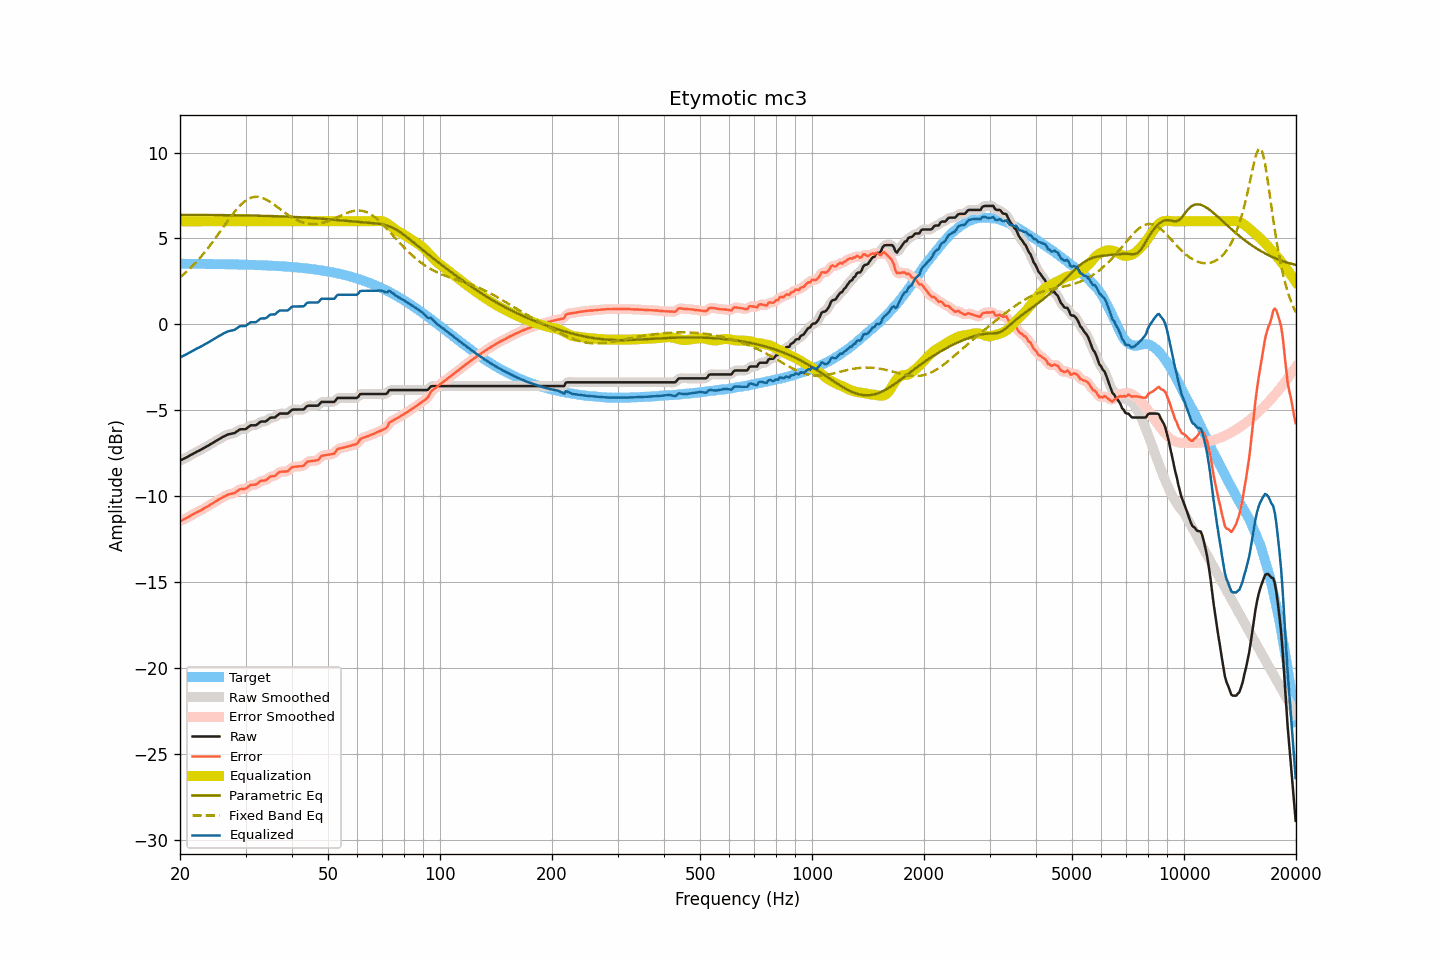 Etymotic mc3
10
5
0
−5
−10
−15
−20
−25
−30
Amplitude (dBr)
Target
Raw Smoothed
Error Smoothed
Raw
Error
Equalization
Parametric Eq
Fixed Band Eq
Equalized
20 50 100 200 500 1000 2000 5000 10000 20000
Frequency (Hz)